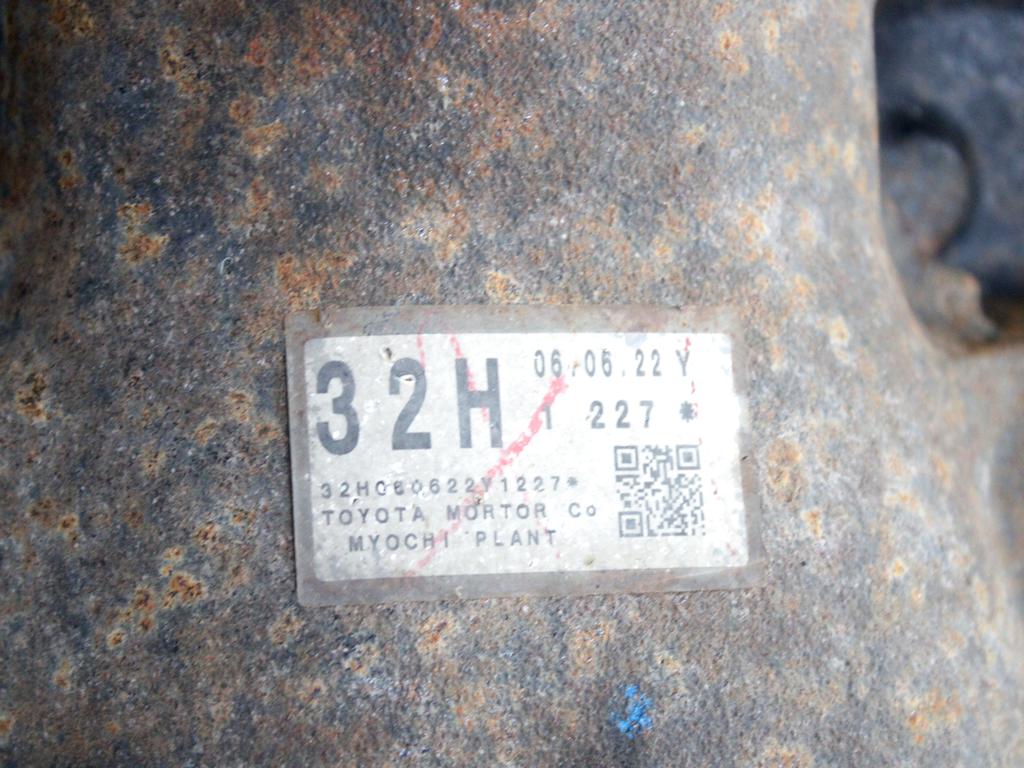 32H 06.06.22 Y
1 227 *
32H060622Y1227*
TOYOTA MORTOR Co
MYOCHI PLANT